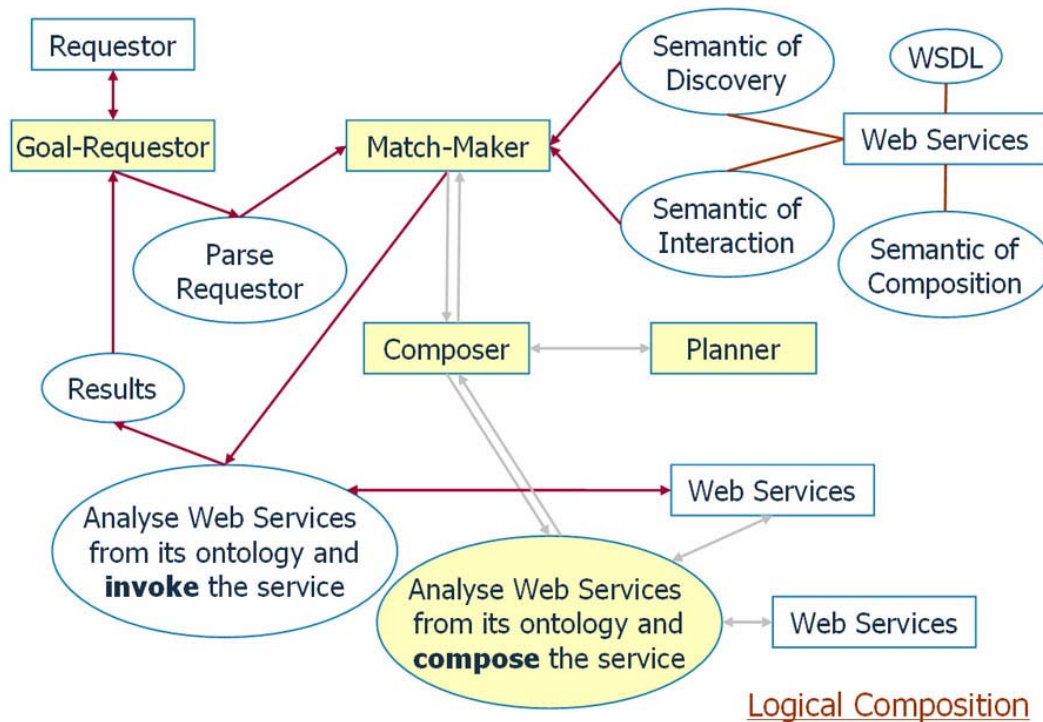 Requestor
Semantic of
Discovery
WSDL
Goal-Requestor
Match-Maker
Web Services
Parse
Requestor
Semantic of
Interaction
Semantic of
Composition
Composer
Planner
Results
Analyse Web Services
from its ontology and
invoke the service
Web Services
Analyse Web Services
from its ontology and
compose the service
Web Services
Logical Composition